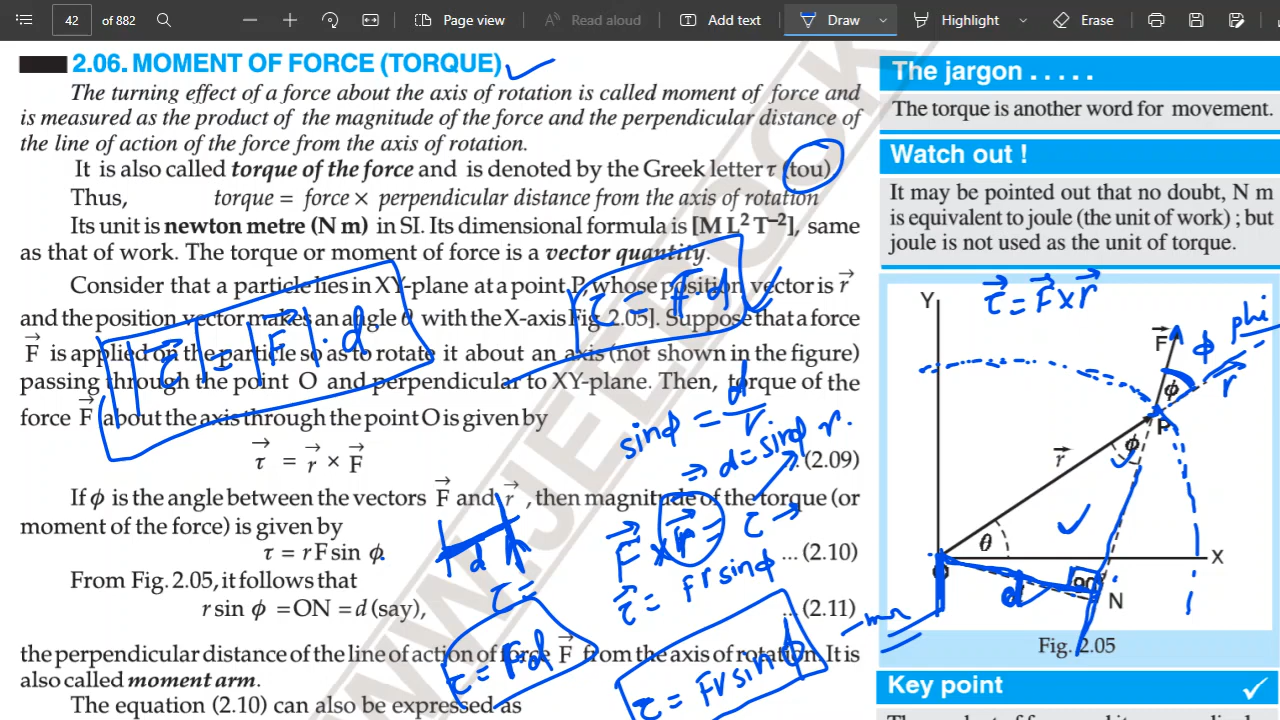 42 of 882 Page view Read aloud Add text Draw Highlight Erase
2.06. MOMENT OF FORCE (TORQUE)
The turning effect of a force about the axis of rotation is called moment of force and
is measured as the product of the magnitude of the force and the perpendicular distance of
the line of action of the force from the axis of rotation.
It is also called torque of the force and is denoted by the Greek letter τ (tou)
Thus, torque = force × perpendicular distance from the axis of rotation
Its unit is newton metre (N m) in SI. Its dimensional formula is [M L² T⁻²], same
as that of work. The torque or moment of force is a vector quantity.
Consider that a particle lies in XY-plane at a point P, whose position vector is r⃗
and the position vector makes an angle θ with the X-axis Fig. 2.05]. Suppose that a force
F⃗ is applied on the particle so as to rotate it about an axis (not shown in the figure)
passing through the point O and perpendicular to XY-plane. Then, torque of the
force F⃗ about the axis through the point O is given by
τ⃗ = r⃗ × F⃗ ...(2.09)
If ϕ is the angle between the vectors F⃗ and r⃗, then magnitude of the torque (or
moment of the force) is given by
τ = r F sin ϕ ... (2.10)
From Fig. 2.05, it follows that
r sin ϕ = ON = d (say), ... (2.11)
the perpendicular distance of the line of action of force F⃗ from the axis of rotation. It is
also called moment arm.
The equation (2.10) can also be expressed as
|τ⃗| = |F⃗| · d
τ = F d
sinϕ = d/r
⇒ d = sinϕ r.
F⃗ × r⃗ = τ →
τ⃗ = Fr sinϕ
d
τ =
τ = Fd
τ = Fr sinϕ
WWW.JEEBOOK
The jargon . . . . .
The torque is another word for movement.
Watch out !
It may be pointed out that no doubt, N m
is equivalent to joule (the unit of work) ; but
joule is not used as the unit of torque.
τ⃗ = F⃗ × r⃗
Y
F⃗ ϕ phi
ϕ r
P
r⃗ ϕ
θ X
O 90°
d N
Fig. 2.05
Key point